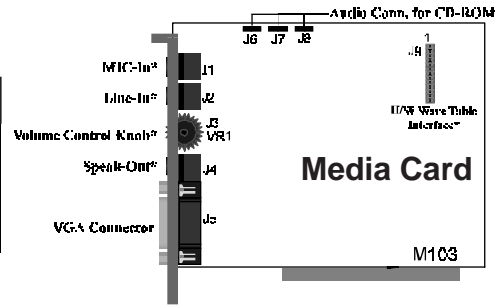 Audio Conn. for CD-ROM
J6 J7 J8
1
J9
MIC-In*
J1
Line-In*
J2
H/W Wave Table
Interface*
J3
Volume Control Knob*
VR1
Speak-Out*
J4
Media Card
J5
VGA Connector
M103